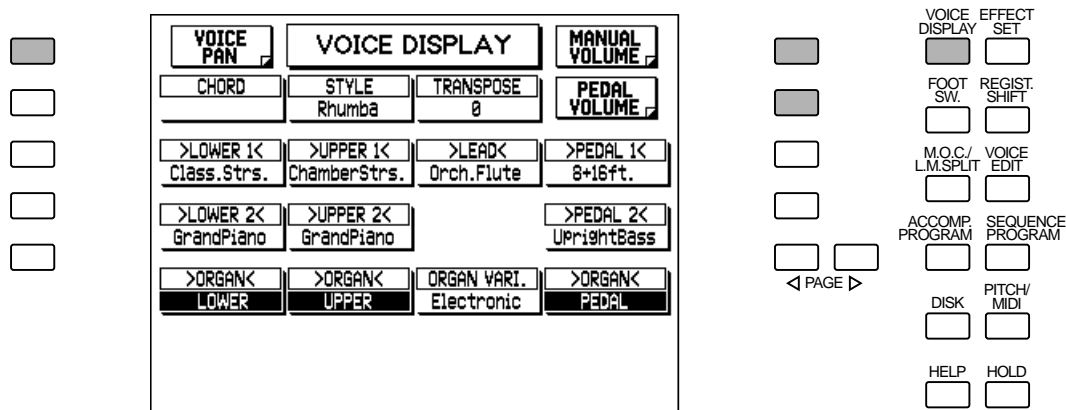 VOICE PAN
VOICE DISPLAY
MANUAL VOLUME
CHORD
STYLE
Rhumba
TRANSPOSE
0
PEDAL VOLUME
>LOWER 1<
Class.Strs.
>UPPER 1<
ChamberStrs.
>LEAD<
Orch.Flute
>PEDAL 1<
8+16ft.
>LOWER 2<
GrandPiano
>UPPER 2<
GrandPiano
>PEDAL 2<
UprightBass
>ORGAN<
LOWER
>ORGAN<
UPPER
ORGAN VARI.
Electronic
>ORGAN<
PEDAL
◁ PAGE ▷
VOICE DISPLAY
EFFECT SET
FOOT SW.
REGIST. SHIFT
M.O.C./ L.M.SPLIT
VOICE EDIT
ACCOMP. PROGRAM
SEQUENCE PROGRAM
DISK
PITCH/ MIDI
HELP
HOLD